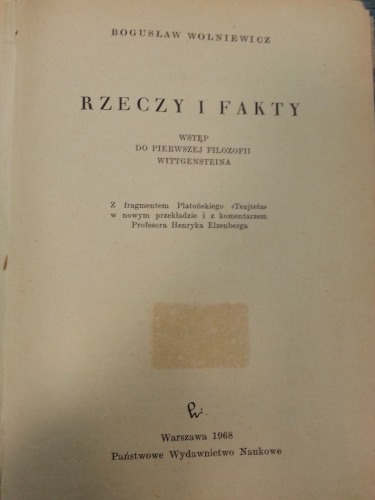 BOGUSŁAW WOLNIEWICZ
RZECZY I FAKTY
WSTĘP
DO PIERWSZEJ FILOZOFII
WITTGENSTEINA
Z fragmentem Platońskiego »Teajteta«
w nowym przekładzie i z komentarzem
Profesora Henryka Elzenberga
Warszawa 1968
Państwowe Wydawnictwo Naukowe